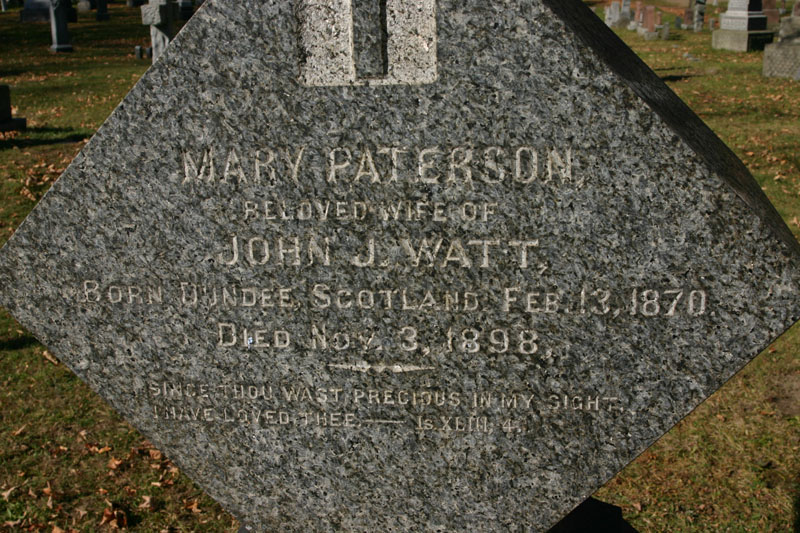 MARY PATERSON,
BELOVED WIFE OF
JOHN J. WATT,
BORN DUNDEE, SCOTLAND, FEB. 13, 1870.
DIED NOV. 3, 1898.
SINCE THOU WAST PRECIOUS IN MY SIGHT,
I HAVE LOVED THEE. — IS. XLIII, 4.